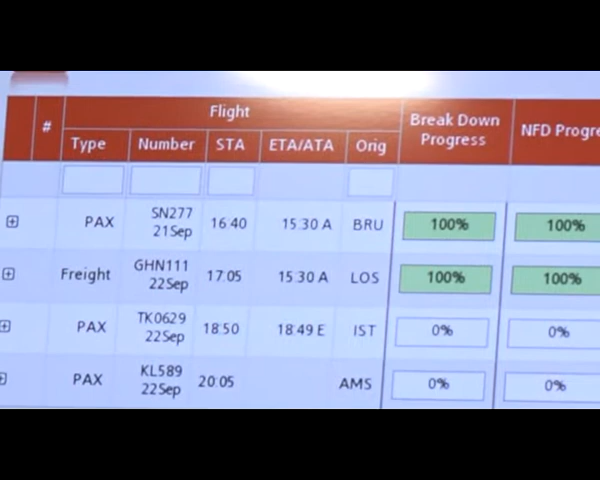 # Flight Break Down Progress NFD Progre
Type Number STA ETA/ATA Orig
PAX SN277 21Sep 16:40 15:30 A BRU 100% 100%
Freight GHN111 22Sep 17:05 15:30 A LOS 100% 100%
PAX TK0629 22Sep 18:50 18:49 E IST 0% 0%
PAX KL589 22Sep 20:05 AMS 0% 0%